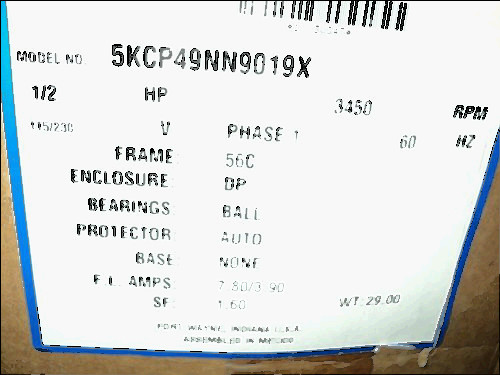 MODEL NO. 5KCP49NN9019X
1/2 HP 3450 RPM
115/230 V PHASE 1 60 HZ
FRAME 56C
ENCLOSURE: DP
BEARINGS BALL
PROTECTOR AUTO
BASE NONE
F.L. AMPS 7.80/3.90
SF: 1.60 WT: 29.00
FORT WAYNE, INDIANA U.S.A.
ASSEMBLED IN MEXICO